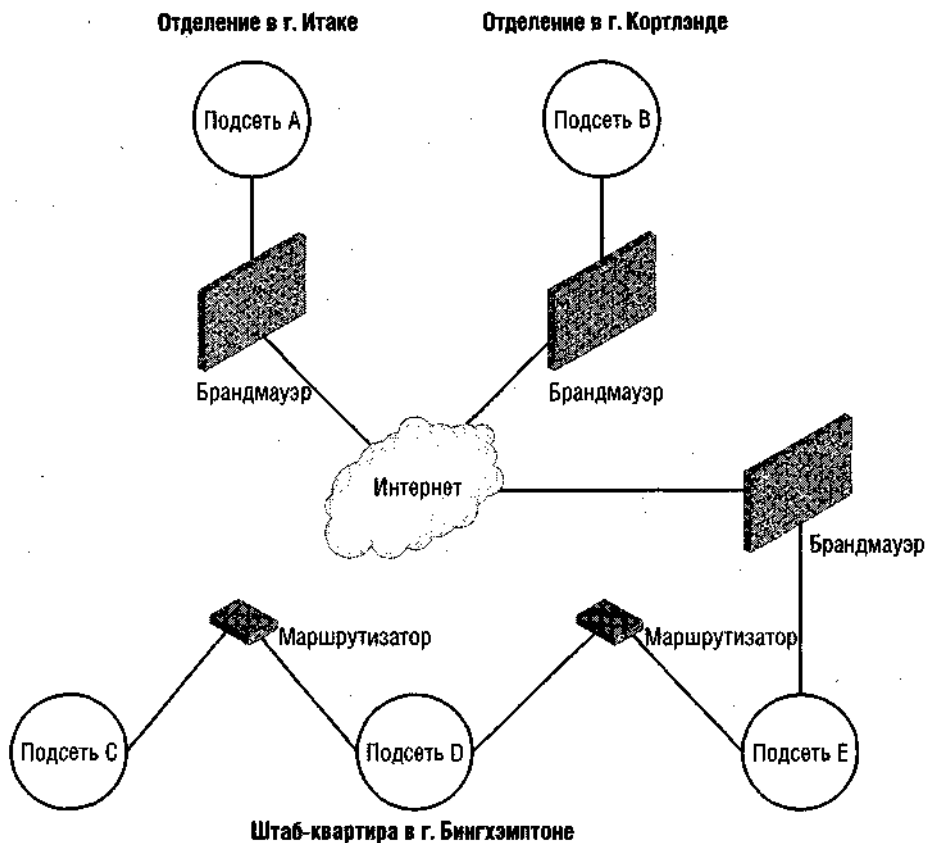 Отделение в г. Итаке
Отделение в г. Кортлэнде
Подсеть A
Подсеть B
Брандмауэр
Брандмауэр
Интернет
Брандмауэр
Маршрутизатор
Маршрутизатор
Подсеть C
Подсеть D
Подсеть E
Штаб-квартира в г. Бингхэмптоне